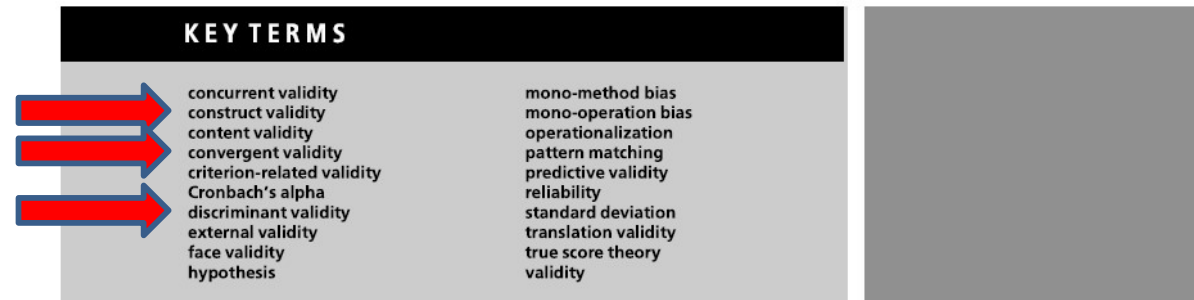 KEY TERMS
concurrent validity
construct validity
content validity
convergent validity
criterion-related validity
Cronbach's alpha
discriminant validity
external validity
face validity
hypothesis
mono-method bias
mono-operation bias
operationalization
pattern matching
predictive validity
reliability
standard deviation
translation validity
true score theory
validity